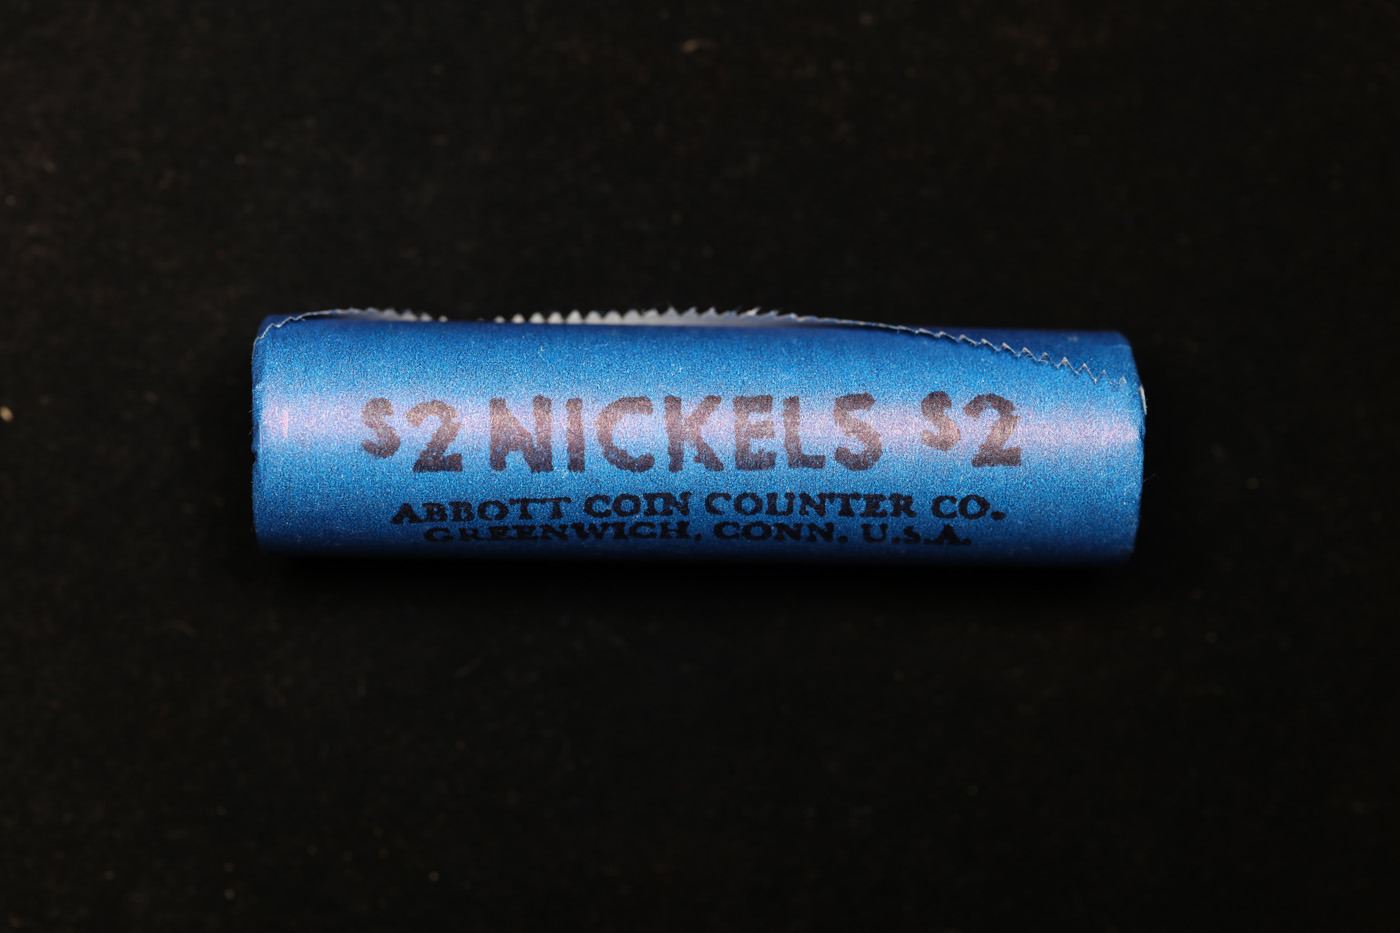 $2 NICKELS $2
ABBOTT COIN COUNTER CO.
GREENWICH, CONN. U.S.A.